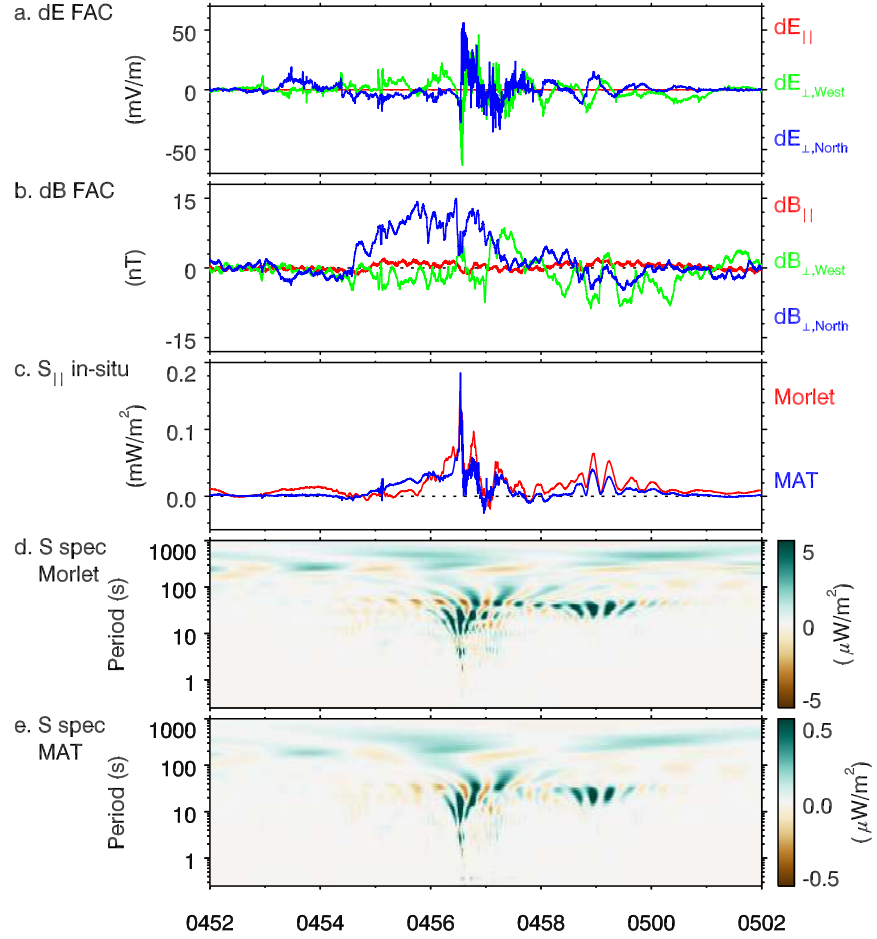 a. dE FAC
(mV/m)
50
0
-50
dE||
dE⊥,West
dE⊥,North
b. dB FAC
(nT)
15
0
-15
dB||
dB⊥,West
dB⊥,North
c. S|| in-situ
(mW/m²)
0.2
0.1
0.0
Morlet
MAT
d. S spec
Morlet
Period (s)
1000
100
10
1
5
0
-5
( μW/m²)
e. S spec
MAT
Period (s)
1000
100
10
1
0.5
0.0
-0.5
( μW/m²)
0452 0454 0456 0458 0500 0502